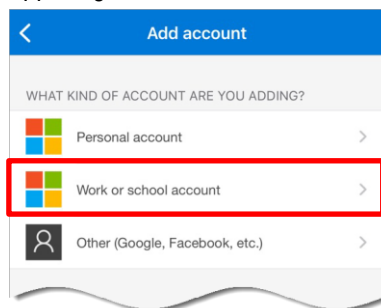 Add account
WHAT KIND OF ACCOUNT ARE YOU ADDING?
Personal account
Work or school account
Other (Google, Facebook, etc.)